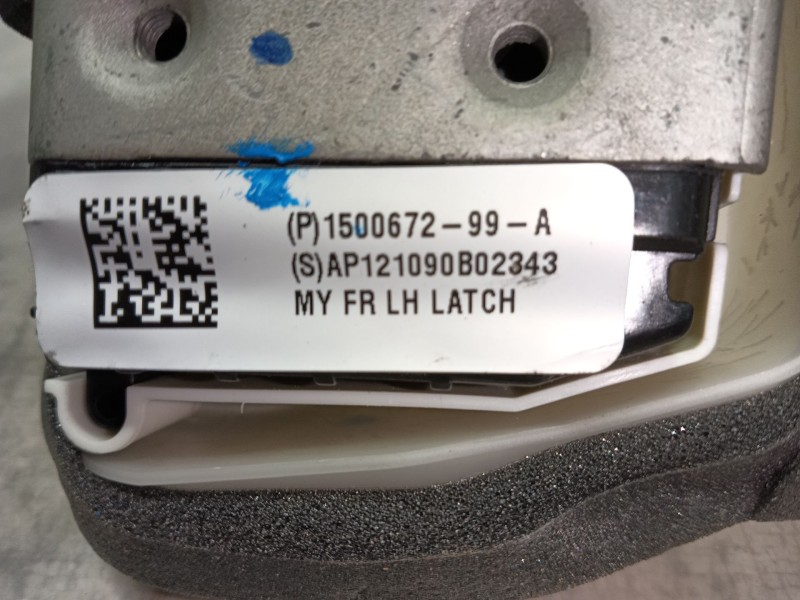 (P)1500672-99-A
(S)AP121090B02343
MY FR LH LATCH